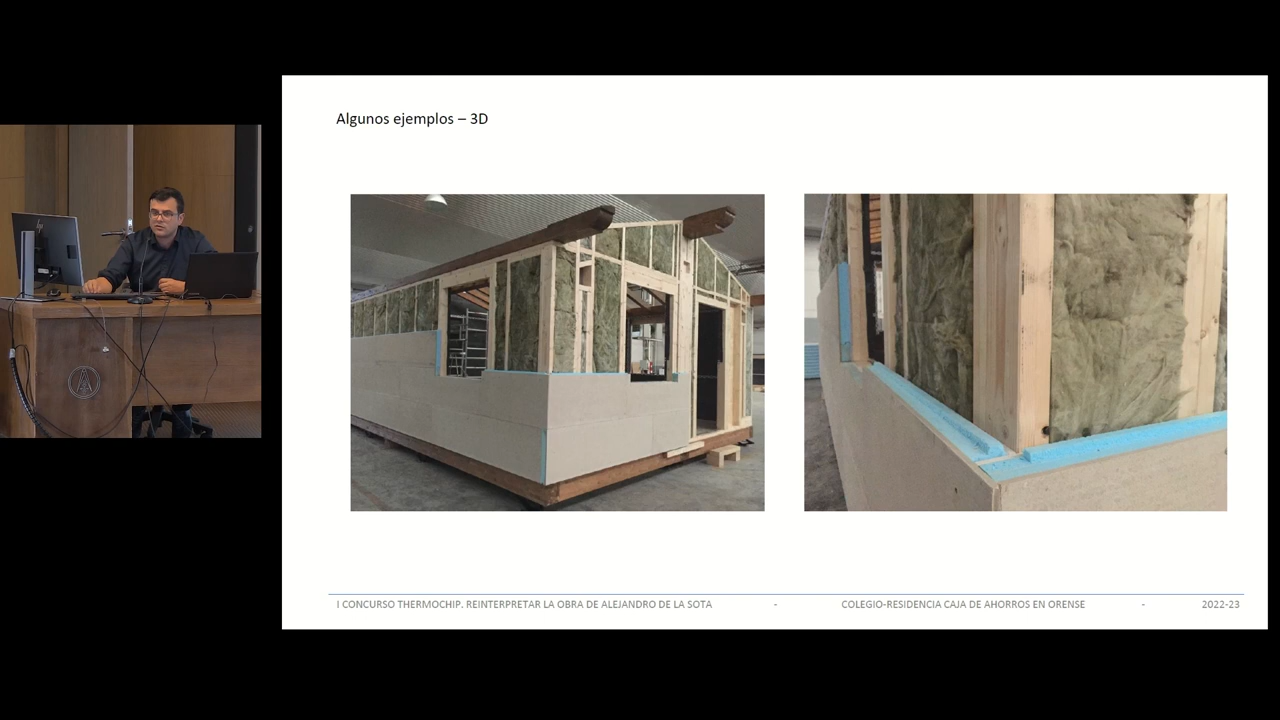 Algunos ejemplos – 3D
I CONCURSO THERMOCHIP. REINTERPRETAR LA OBRA DE ALEJANDRO DE LA SOTA - COLEGIO-RESIDENCIA CAJA DE AHORROS EN ORENSE - 2022-23
hp